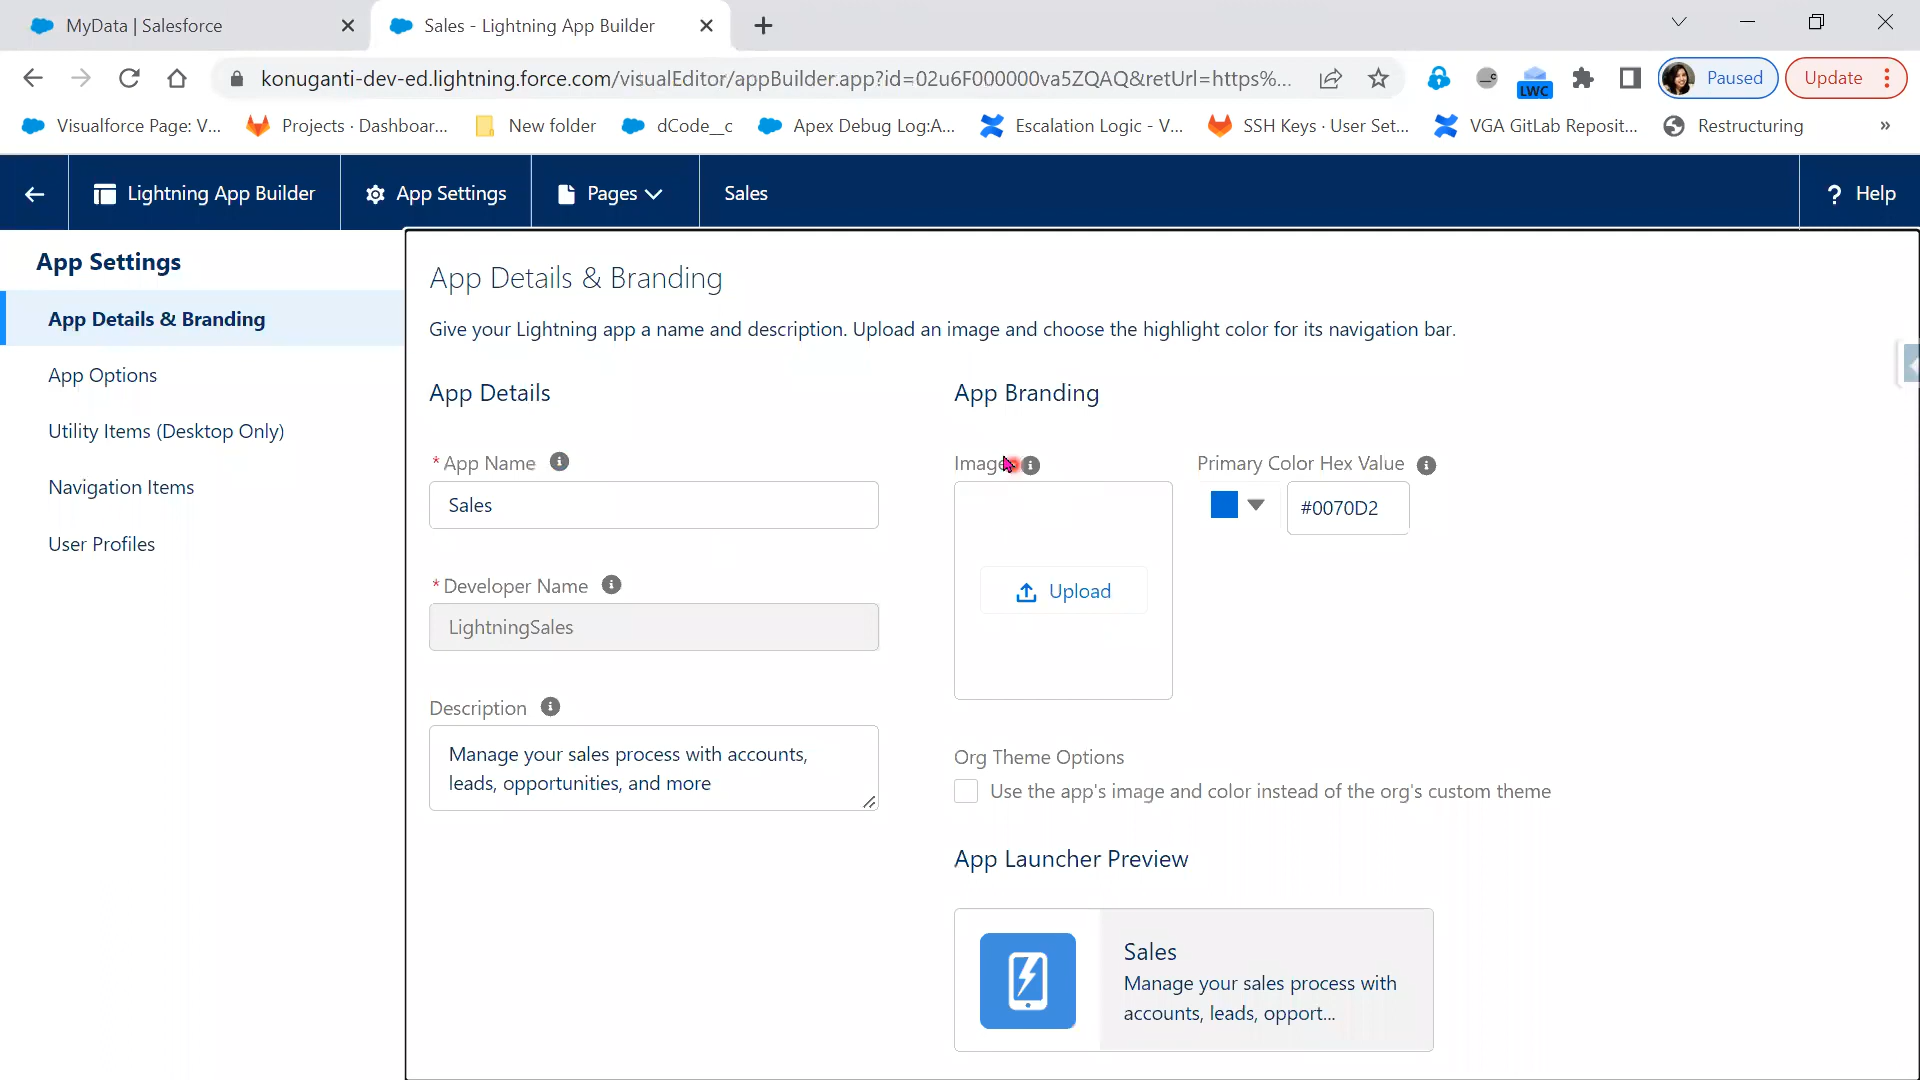 MyData | Salesforce
Sales - Lightning App Builder
konuganti-dev-ed.lightning.force.com/visualEditor/appBuilder.app?id=02u6F000000va5ZQAQ&retUrl=https%...
LWC
Paused
Update
Visualforce Page: V...
Projects · Dashboar...
New folder
dCode__c
Apex Debug Log:A...
Escalation Logic - V...
SSH Keys · User Set...
VGA GitLab Reposit...
Restructuring
»
Lightning App Builder
App Settings
Pages
Sales
? Help
App Settings
App Details & Branding
App Options
Utility Items (Desktop Only)
Navigation Items
User Profiles
App Details & Branding
Give your Lightning app a name and description. Upload an image and choose the highlight color for its navigation bar.
App Details
* App Name
Sales
* Developer Name
LightningSales
Description
Manage your sales process with accounts,
leads, opportunities, and more
App Branding
Image
Upload
Primary Color Hex Value
#0070D2
Org Theme Options
Use the app's image and color instead of the org's custom theme
App Launcher Preview
Sales
Manage your sales process with
accounts, leads, opport...